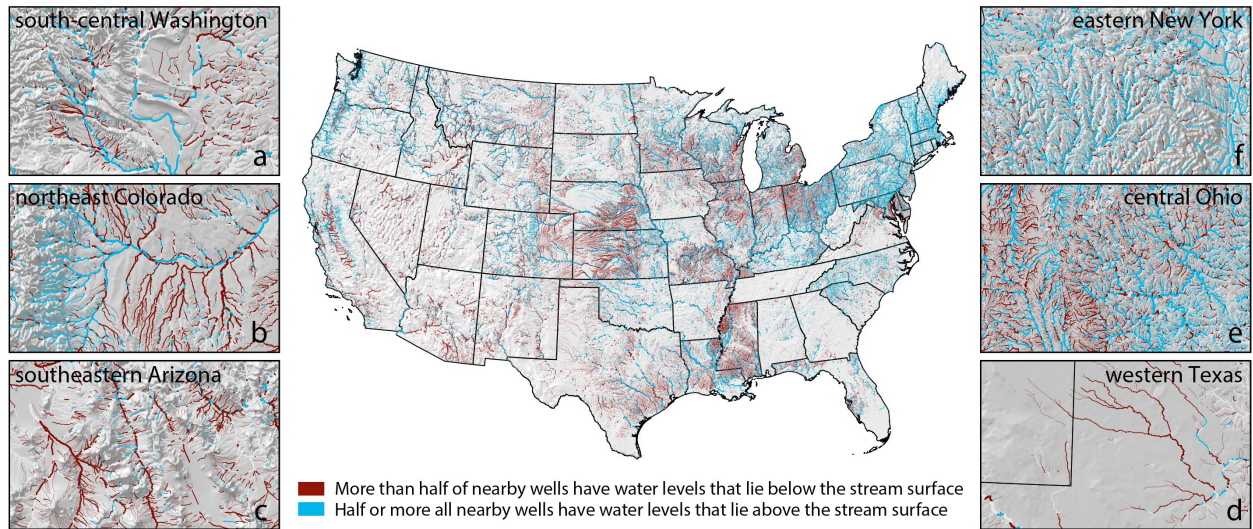 south-central Washington
a
northeast Colorado
b
southeastern Arizona
c
eastern New York
f
central Ohio
e
western Texas
d
More than half of nearby wells have water levels that lie below the stream surface
Half or more all nearby wells have water levels that lie above the stream surface